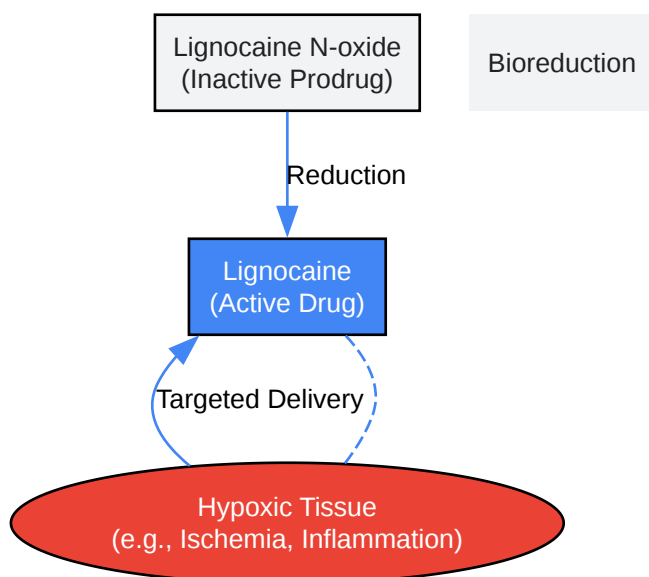 Lignocaine N-oxide
(Inactive Prodrug)
Bioreduction
Reduction
Lignocaine
(Active Drug)
Targeted Delivery
Hypoxic Tissue
(e.g., Ischemia, Inflammation)